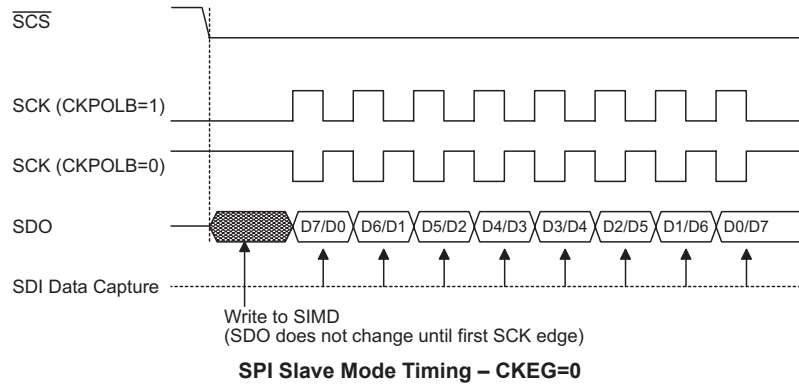 SCS
SCK (CKPOLB=1)
SCK (CKPOLB=0)
SDO
D7/D0 D6/D1 D5/D2 D4/D3 D3/D4 D2/D5 D1/D6 D0/D7
SDI Data Capture
Write to SIMD
(SDO does not change until first SCK edge)
SPI Slave Mode Timing – CKEG=0